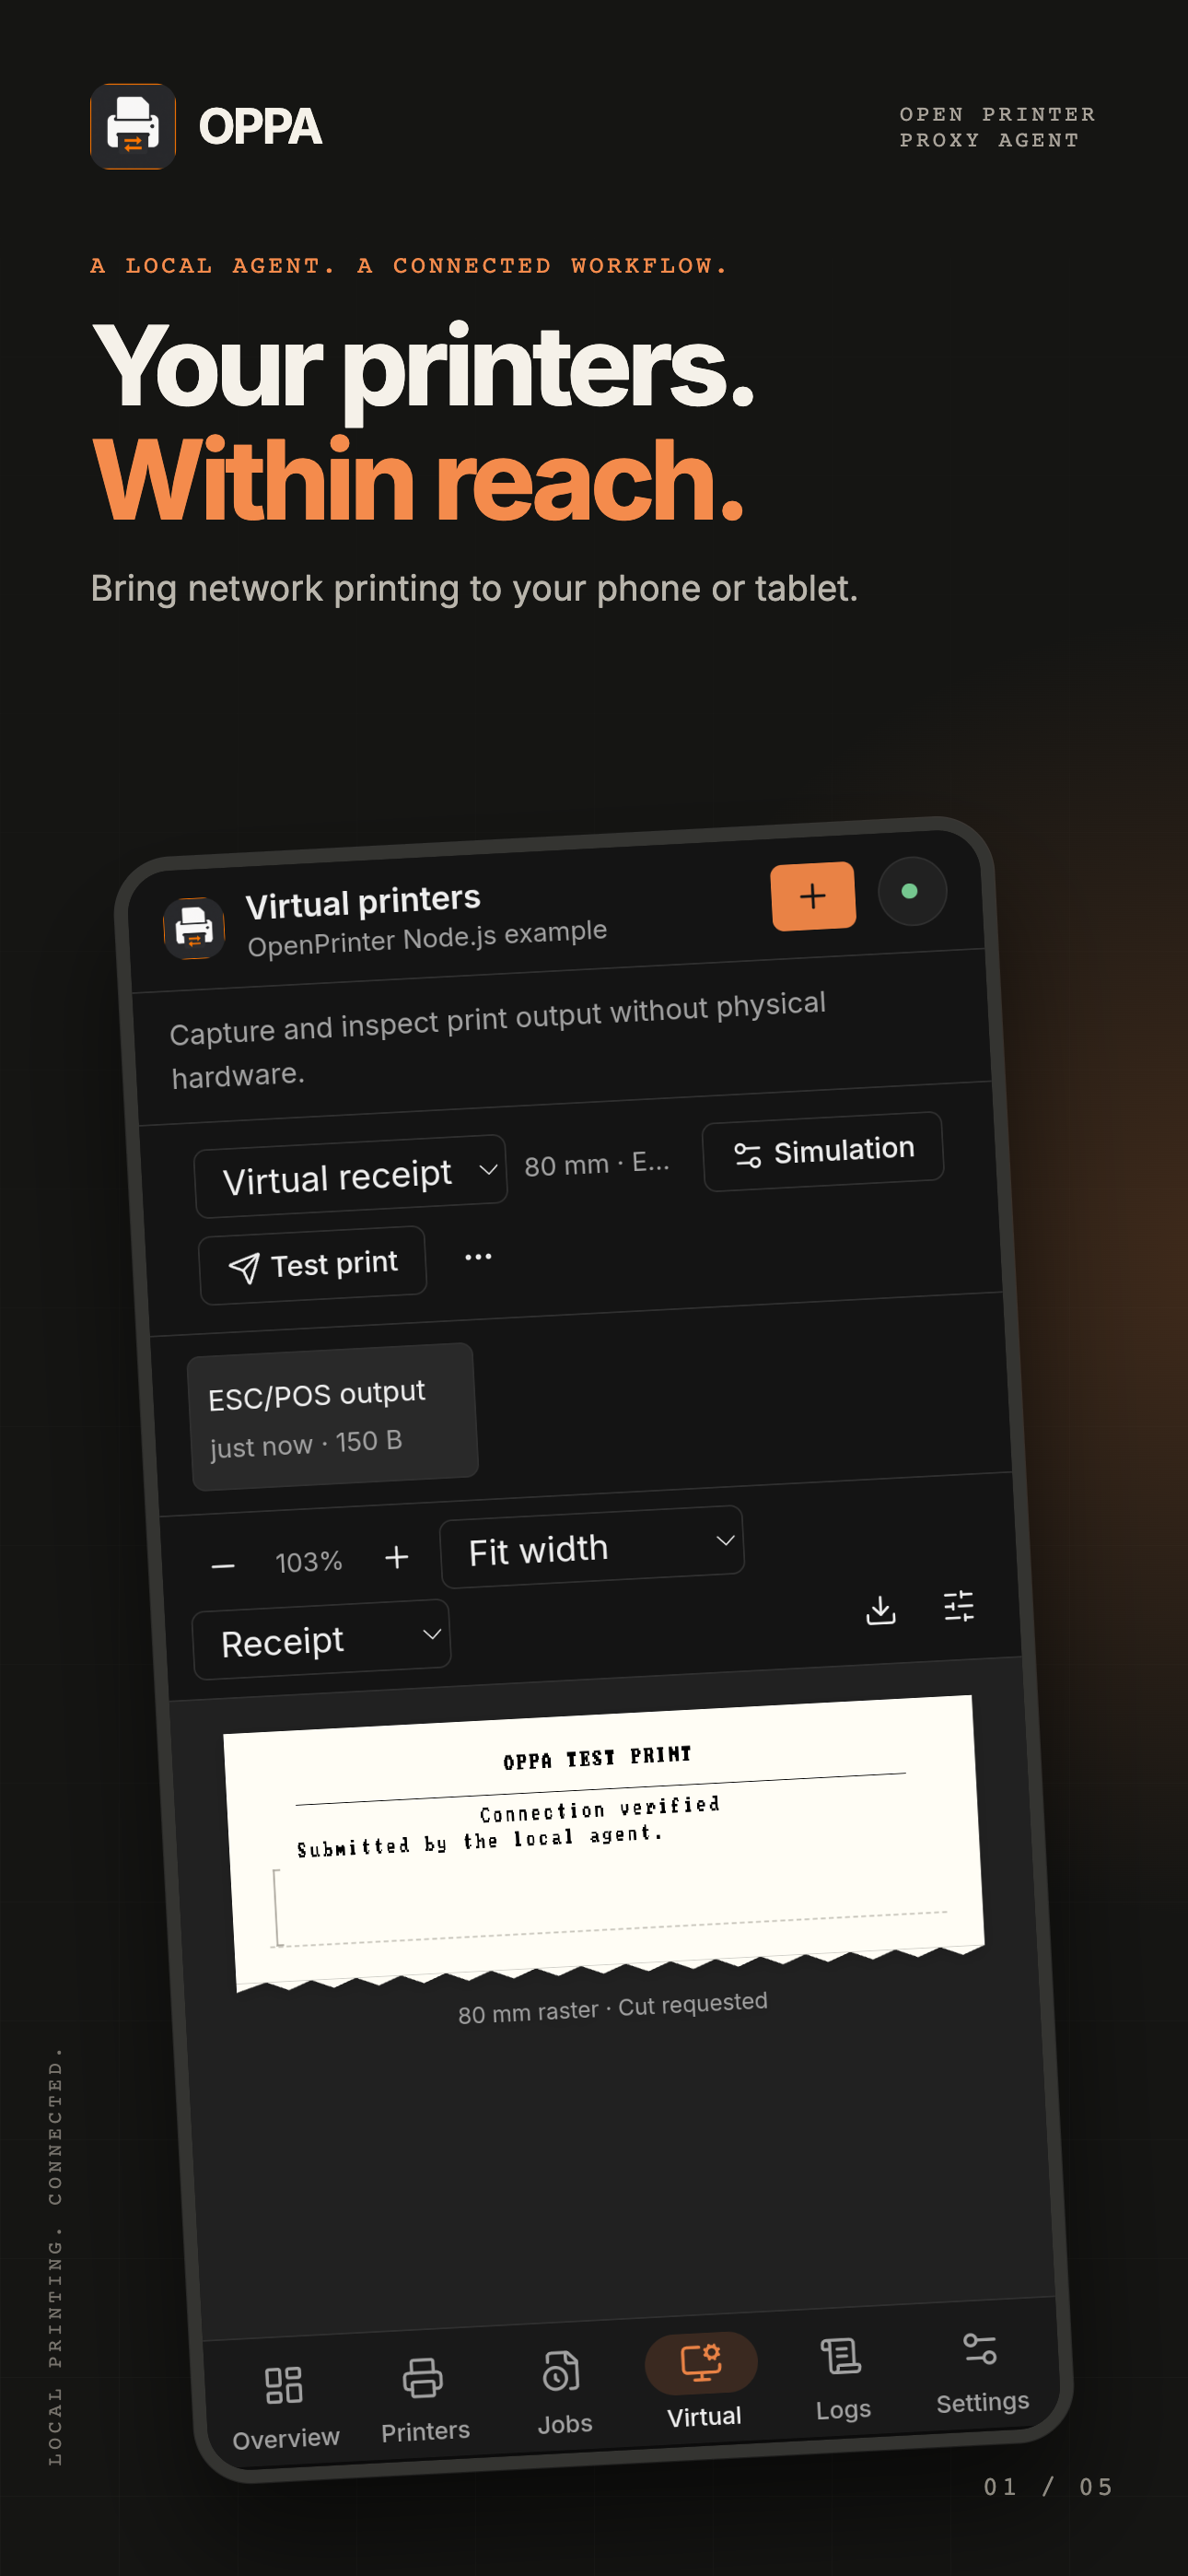 OPPA
OPEN PRINTER
PROXY AGENT
A LOCAL AGENT. A CONNECTED WORKFLOW.
Your printers.
Within reach.
Bring network printing to your phone or tablet.
Virtual printers
OpenPrinter Node.js example
Capture and inspect print output without physical
hardware.
Virtual receipt
80 mm · E...
Simulation
Test print
ESC/POS output
just now · 150 B
103%
Fit width
Receipt
OPPA TEST PRINT
Connection verified
Submitted by the local agent.
80 mm raster · Cut requested
Overview
Printers
Jobs
Virtual
Logs
Settings
LOCAL PRINTING. CONNECTED.
01 / 05